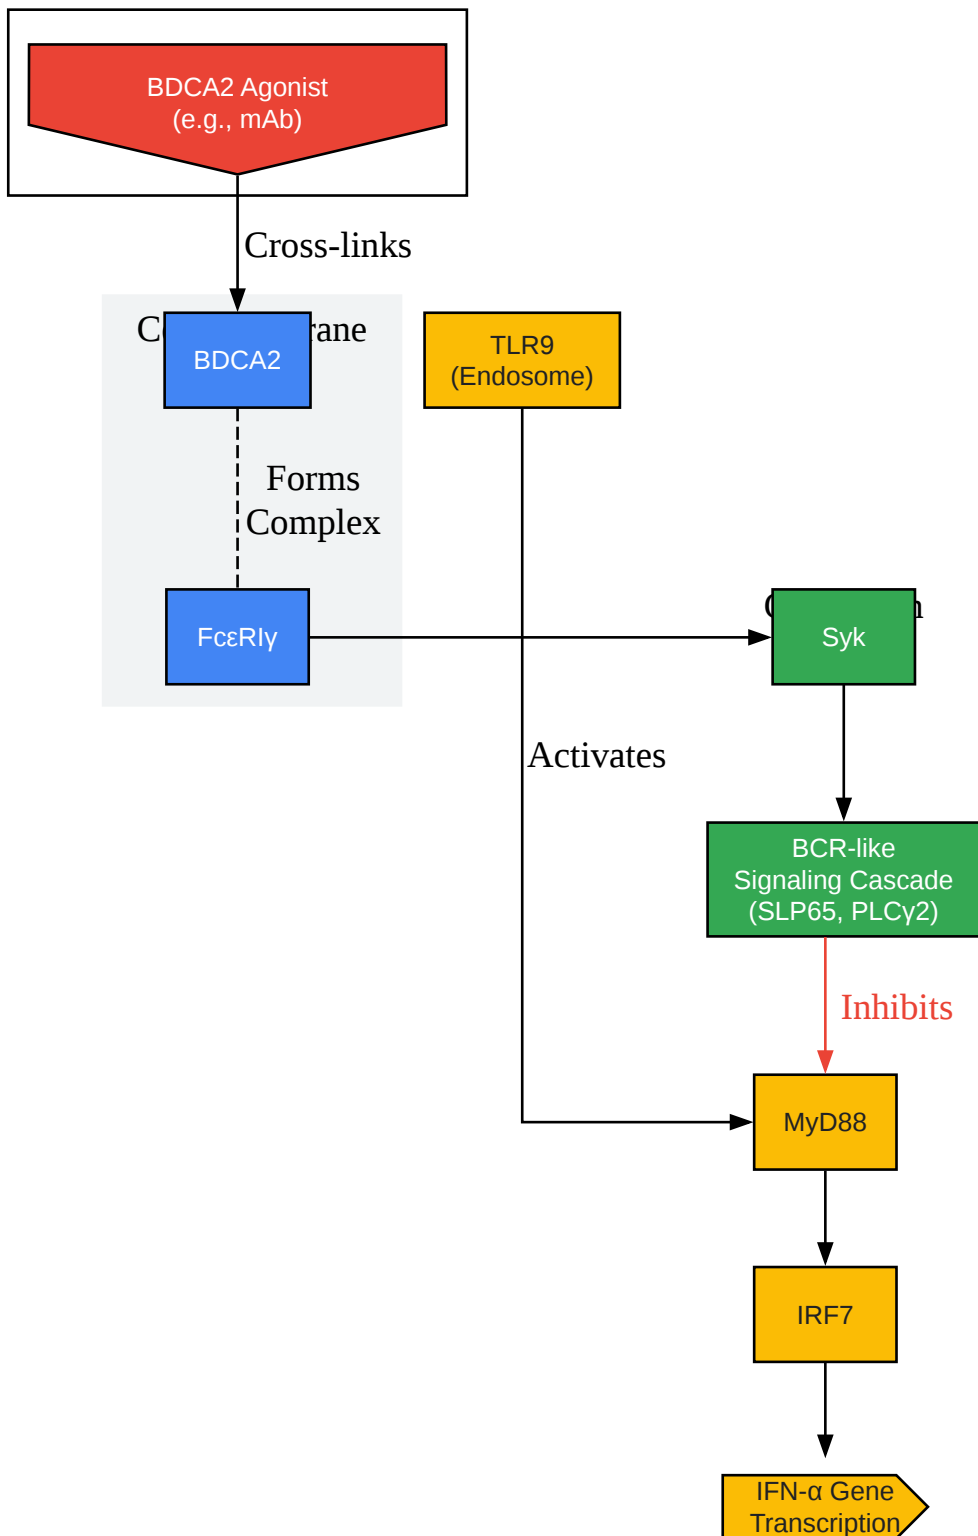 BDCA2 Agonist
(e.g., mAb)
Cross-links
BDCA2
TLR9
(Endosome)
Forms
Complex
FcεRIγ
Syk
Activates
BCR-like
Signaling Cascade
(SLP65, PLCγ2)
Inhibits
MyD88
IRF7
IFN-α Gene
Transcription